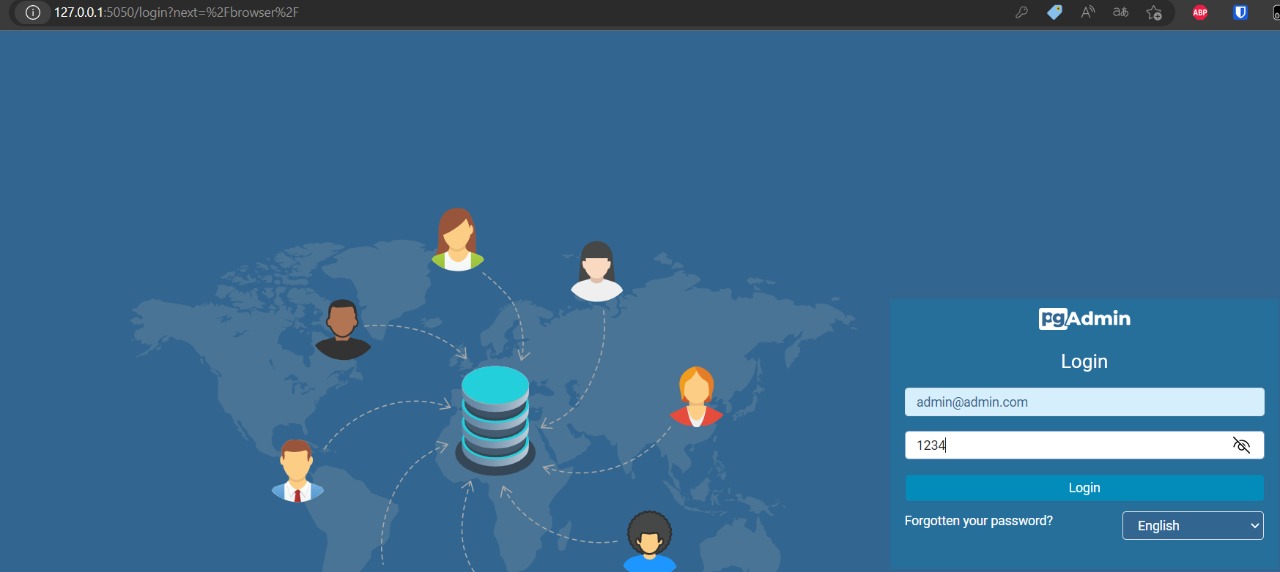 127.0.0.1:5050/login?next=%2Fbrowser%2F
ABP
pgAdmin
Login
admin@admin.com
1234
Login
Forgotten your password?
English